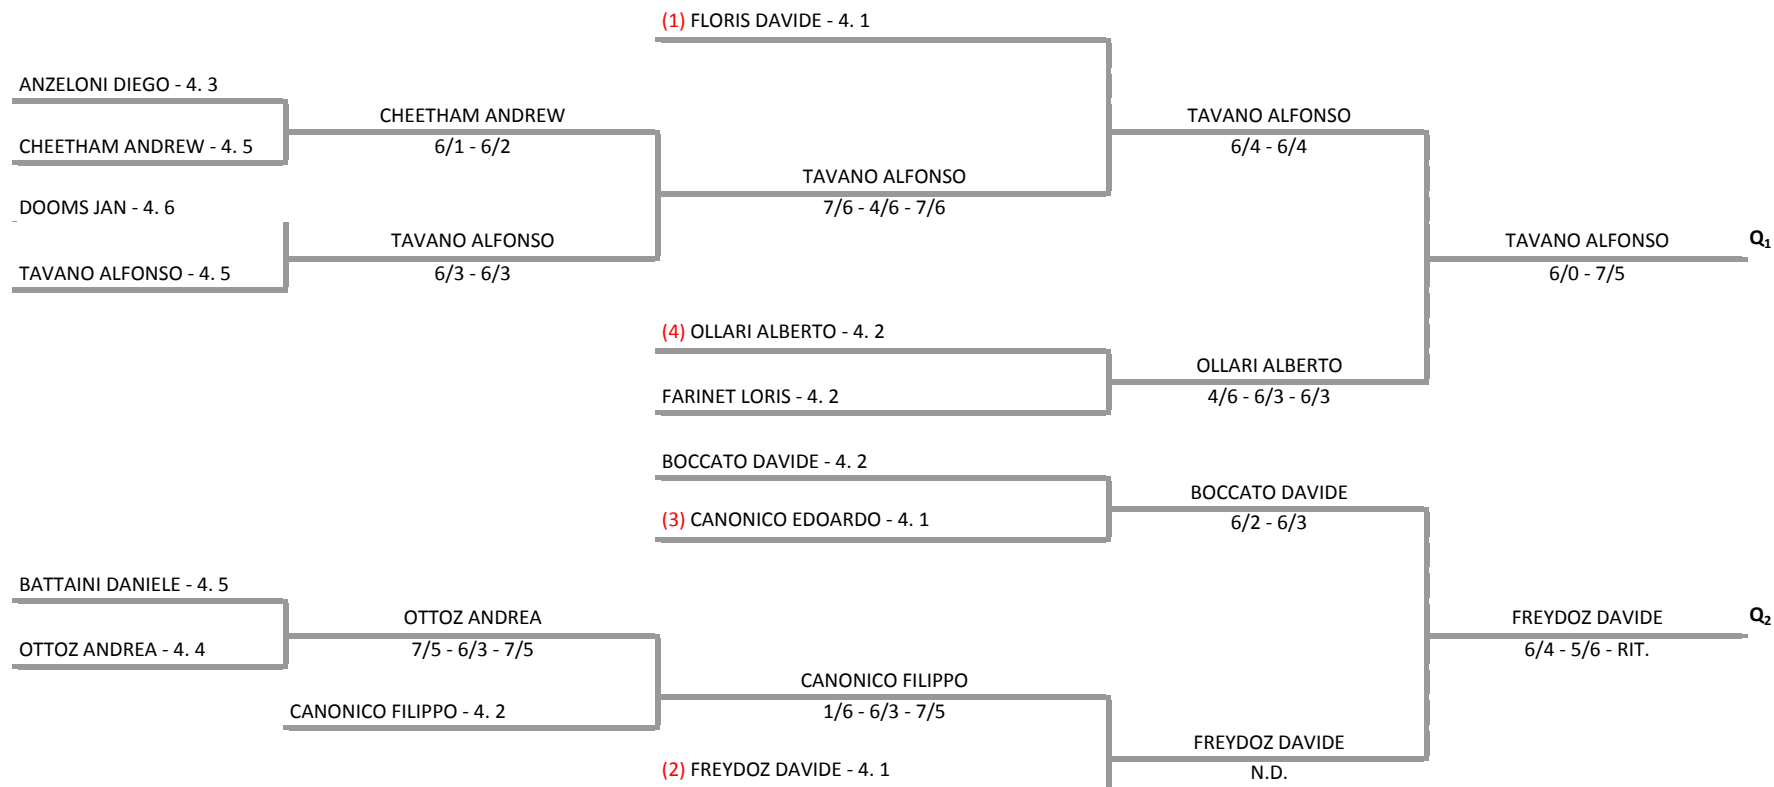 (1) FLORIS DAVIDE - 4. 1
ANZELONI DIEGO - 4. 3
CHEETHAM ANDREW
TAVANO ALFONSO
CHEETHAM ANDREW - 4. 5
6/1 - 6/2
6/4 - 6/4
TAVANO ALFONSO
DOOMS JAN - 4. 6
7/6 - 4/6 - 7/6
TAVANO ALFONSO
TAVANO ALFONSO
Q1
TAVANO ALFONSO - 4. 5
6/3 - 6/3
6/0 - 7/5
(4) OLLARI ALBERTO - 4. 2
OLLARI ALBERTO
FARINET LORIS - 4. 2
4/6 - 6/3 - 6/3
BOCCATO DAVIDE - 4. 2
BOCCATO DAVIDE
(3) CANONICO EDOARDO - 4. 1
6/2 - 6/3
BATTAINI DANIELE - 4. 5
OTTOZ ANDREA
FREYDOZ DAVIDE
Q2
OTTOZ ANDREA - 4. 4
7/5 - 6/3 - 7/5
6/4 - 5/6 - RIT.
CANONICO FILIPPO
CANONICO FILIPPO - 4. 2
1/6 - 6/3 - 7/5
FREYDOZ DAVIDE
(2) FREYDOZ DAVIDE - 4. 1
N.D.